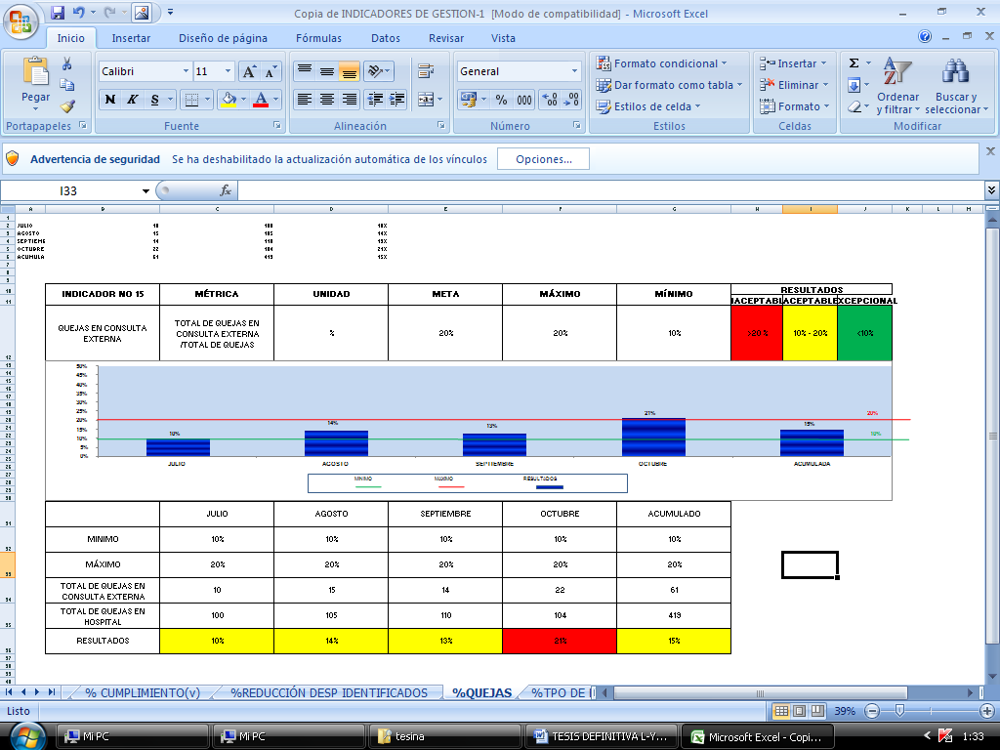 Copia de INDICADORES DE GESTION-1 [Modo de compatibilidad] - Microsoft Excel
Inicio Insertar Diseño de página Fórmulas Datos Revisar Vista
Pegar
Calibri 11
General
Formato condicional
Dar formato como tabla
Estilos de celda
Insertar
Eliminar
Formato
Ordenar y filtrar
Buscar y seleccionar
N K S
% 000
Portapapeles Fuente Alineación Número Estilos Celdas Modificar
Advertencia de seguridad Se ha deshabilitado la actualización automática de los vínculos Opciones...
I33 fx
A B C D E F G H I J K L M
JULIO 10 100 10%
AGOSTO 15 105 14%
SEPTIEMB 14 110 13%
OCTUBRE 22 104 21%
ACUMULA 61 419 15%
INDICADOR NO 15 MÉTRICA UNIDAD META MÁXIMO MÍNIMO RESULTADOS
ACEPTABLE EXCEPCIONAL
QUEJAS EN CONSULTA EXTERNA
TOTAL DE QUEJAS EN CONSULTA EXTERNA /TOTAL DE QUEJAS
% 20% 20% 10% >20% 10% - 20% <10%
50%
45%
40%
35%
30%
25%
20%
15%
10%
5%
0%
10% 14% 13% 21% 15%
20%
10%
JULIO AGOSTO SEPTIEMBRE OCTUBRE ACUMULADA
MINIMO MAXIMO RESULTADOS
JULIO AGOSTO SEPTIEMBRE OCTUBRE ACUMULADO
MINIMO 10% 10% 10% 10% 10%
MÁXIMO 20% 20% 20% 20% 20%
TOTAL DE QUEJAS EN CONSULTA EXTERNA 10 15 14 22 61
TOTAL DE QUEJAS EN HOSPITAL 100 105 110 104 419
RESULTADOS 10% 14% 13% 21% 15%
% CUMPLIMIENTO(v) %REDUCCIÓN DESP IDENTIFICADOS %QUEJAS %TPO DE
Listo 39%
Mi PC Mi PC tesina TESIS DEFINITIVA L-Y... Microsoft Excel - Copi... 1:33